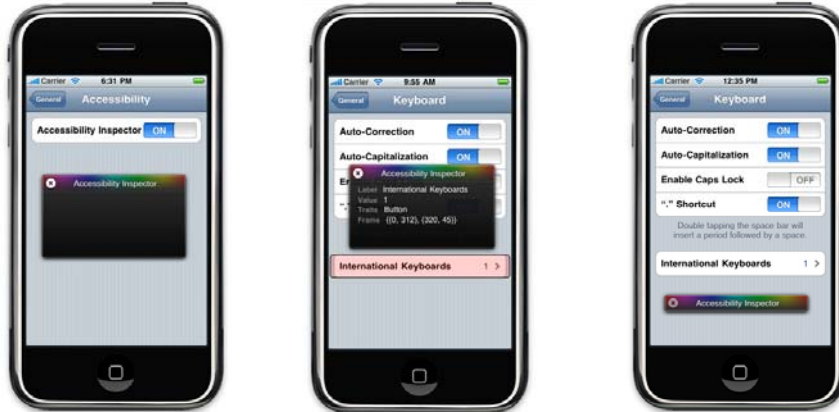 Carrier 6:31 PM
General Accessibility
Accessibility Inspector ON
Accessibility Inspector
Carrier 9:55 AM
General Keyboard
Auto-Correction ON
Auto-Capitalization ON
Accessibility Inspector
Label International Keyboards
Value 1
Traits Button
Frame {{0, 312}, {320, 45}}
International Keyboards 1
Carrier 12:35 PM
General Keyboard
Auto-Correction ON
Auto-Capitalization ON
Enable Caps Lock OFF
“.” Shortcut ON
Double tapping the space bar will
insert a period followed by a space.
International Keyboards 1
Accessibility Inspector